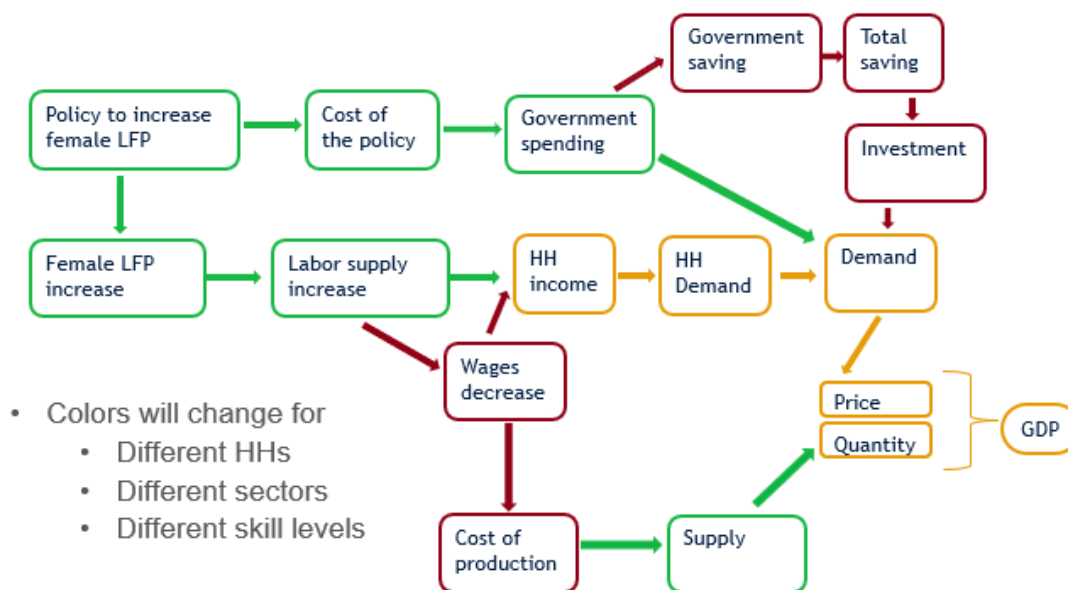 Government
saving
Total
saving
Policy to increase
female LFP
Cost of
the policy
Government
spending
Investment
Female LFP
increase
Labor supply
increase
HH
income
HH
Demand
Demand
Wages
decrease
Price
Quantity
GDP
• Colors will change for
• Different HHs
• Different sectors
• Different skill levels
Cost of
production
Supply